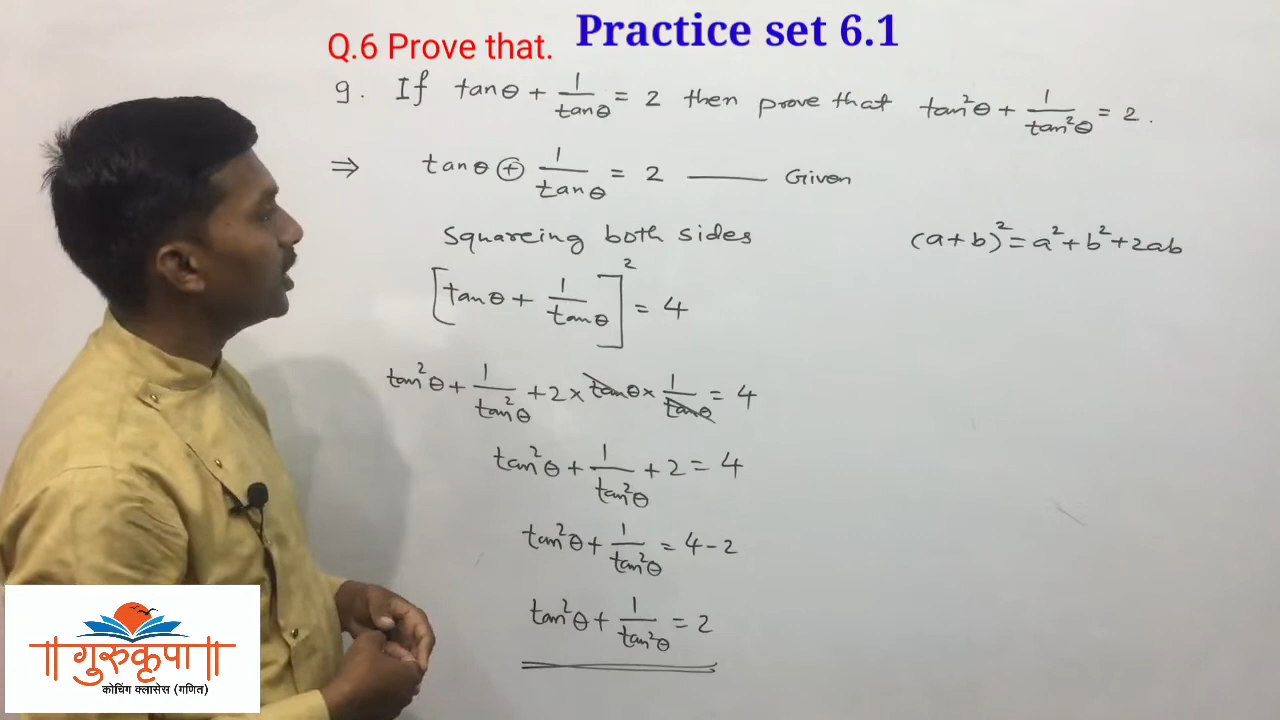 Practice set 6.1
Q.6 Prove that.
9. If tanθ + 1/tanθ = 2 then prove that tan²θ + 1/tan²θ = 2.
⇒ tanθ + 1/tanθ = 2 —— Given
Squareing both sides
(a+b)² = a² + b² + 2ab
[tanθ + 1/tanθ]² = 4
tan²θ + 1/tan²θ + 2 × tanθ × 1/tanθ = 4
tan²θ + 1/tan²θ + 2 = 4
tan²θ + 1/tan²θ = 4 - 2
tan²θ + 1/tan²θ = 2
॥ गुरुकृपा ॥
कोचिंग क्लासेस (गणित)